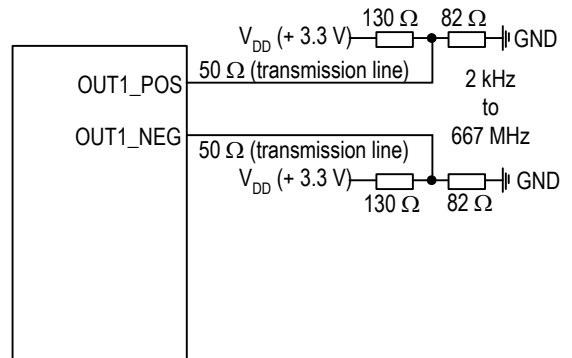 130 Ω 82 Ω
V_DD (+ 3.3 V) GND
50 Ω (transmission line)
OUT1_POS
2 kHz
to
667 MHz
OUT1_NEG
50 Ω (transmission line)
V_DD (+ 3.3 V) GND
130 Ω 82 Ω